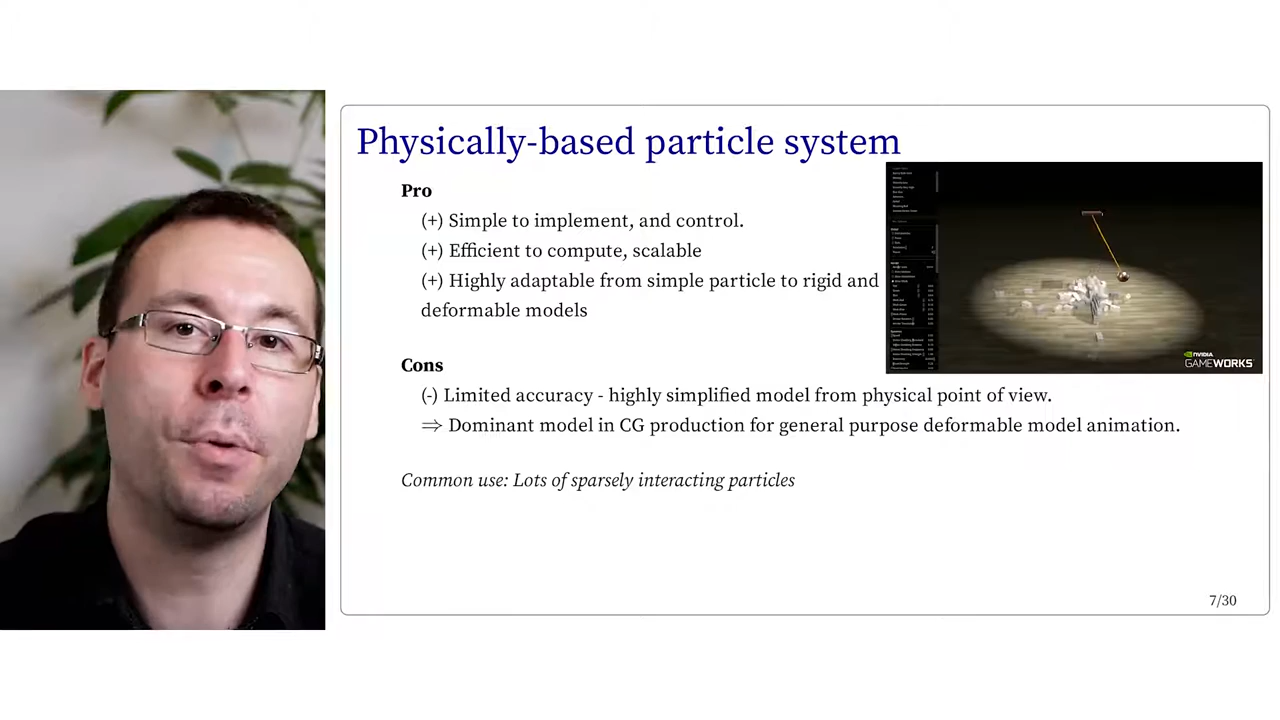 Physically-based particle system
Pro
(+) Simple to implement, and control.
(+) Efficient to compute, scalable
(+) Highly adaptable from simple particle to rigid and
deformable models
NVIDIA
GAMEWORKS
Cons
(-) Limited accuracy - highly simplified model from physical point of view.
⇒ Dominant model in CG production for general purpose deformable model animation.
Common use: Lots of sparsely interacting particles
7/30